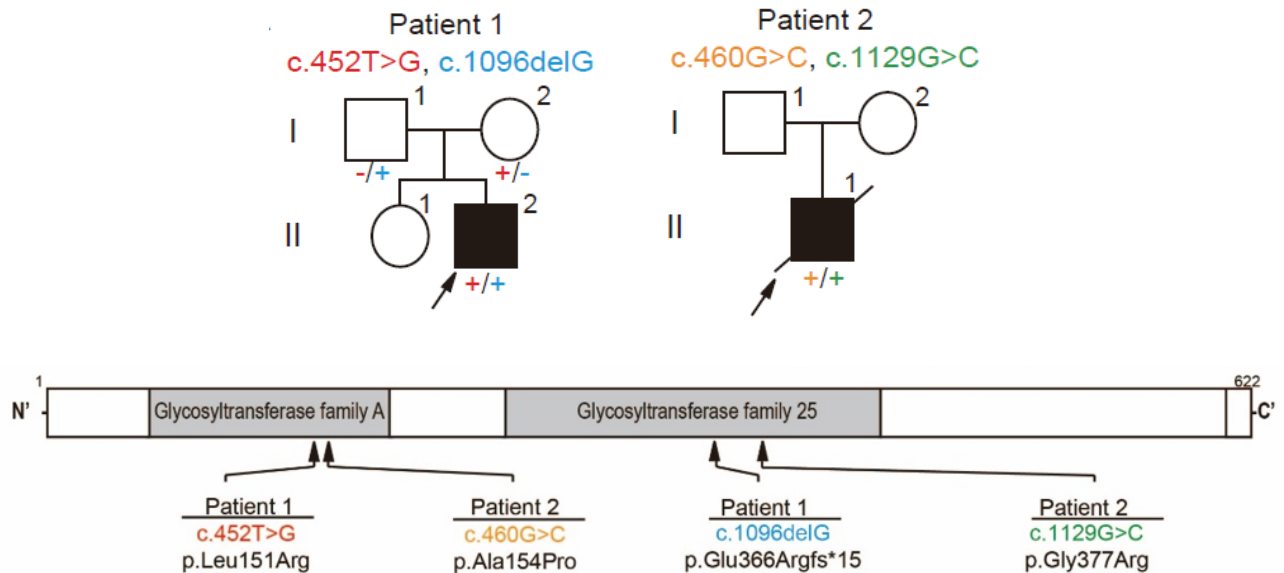 Patient 1
c.452T>G, c.1096delG
1
2
I
-/+
+/-
1
2
II
+/+
Patient 2
c.460G>C, c.1129G>C
1
2
I
1
II
+/+
1
622
N’
Glycosyltransferase family A
Glycosyltransferase family 25
C’
Patient 1
c.452T>G
p.Leu151Arg
Patient 2
c.460G>C
p.Ala154Pro
Patient 1
c.1096delG
p.Glu366Argfs*15
Patient 2
c.1129G>C
p.Gly377Arg